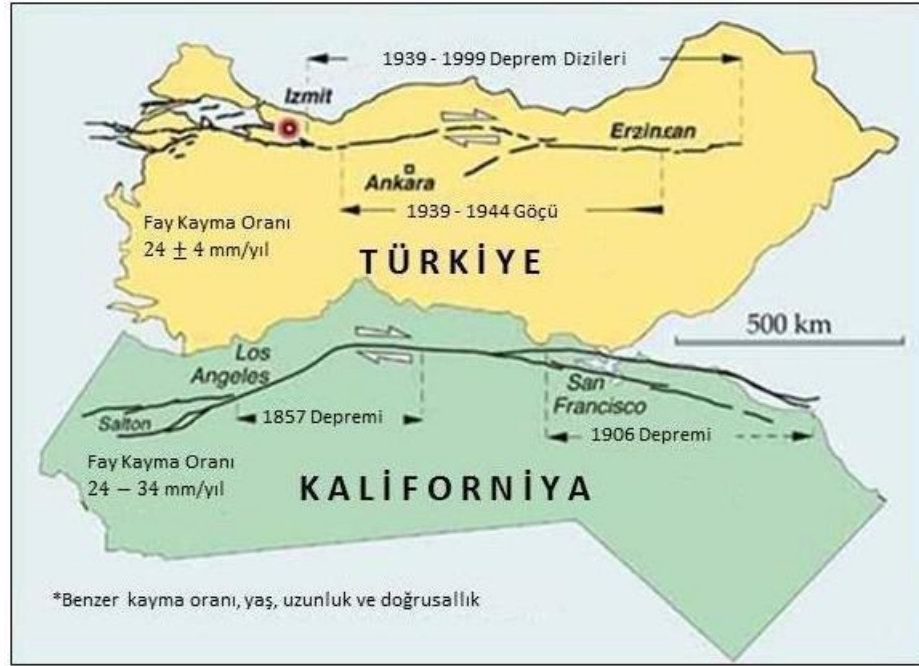 1939 - 1999 Deprem Dizileri
Izmit
Erzincan
Ankara
1939 - 1944 Göçü
Fay Kayma Oranı
24 ± 4 mm/yıl
TÜRKİYE
500 km
Los
Angeles
San
Francisco
Salton
1857 Depremi
1906 Depremi
Fay Kayma Oranı
24 – 34 mm/yıl
KALİFORNİYA
*Benzer kayma oranı, yaş, uzunluk ve doğrusallık